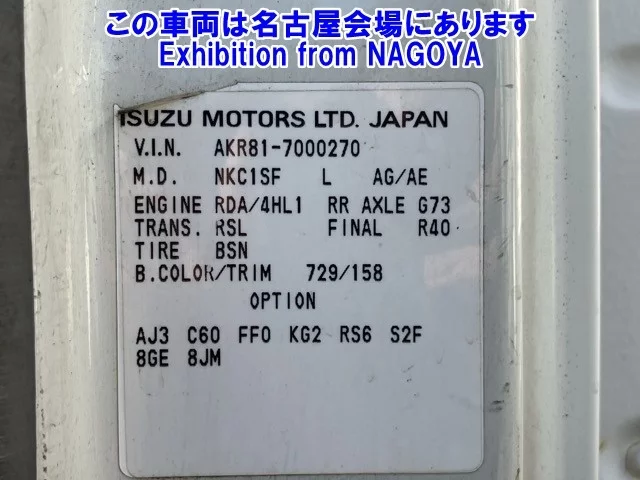 この車両は名古屋会場にあります
Exhibition from NAGOYA
ISUZU MOTORS LTD. JAPAN
V.I.N. AKR81-7000270
M.D. NKC1SF L AG/AE
ENGINE RDA/4HL1 RR AXLE G73
TRANS. RSL FINAL R40
TIRE BSN
B.COLOR/TRIM 729/158
OPTION
AJ3 C60 FF0 KG2 RS6 S2F
8GE 8JM